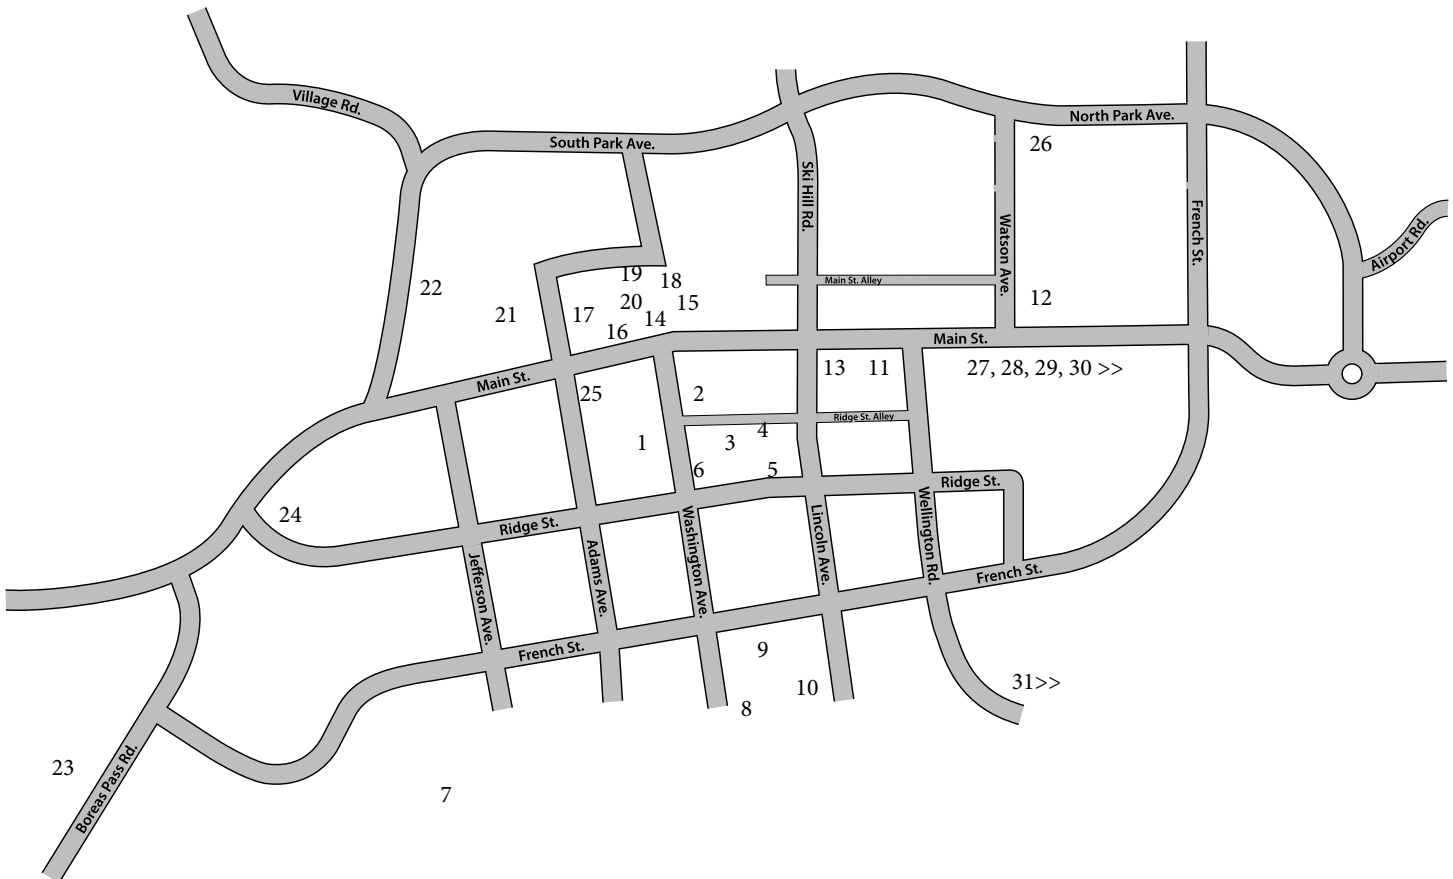 Village Rd.
South Park Ave.
North Park Ave.
26
Ski Hill Rd.
Watson Ave.
French St.
Airport Rd.
19
18
Main St. Alley
22
20
15
12
21
17
14
16
Main St.
13
11
27, 28, 29, 30 >>
Main St.
25
2
Ridge St. Alley
4
1
3
6
5
Ridge St.
24
Ridge St.
Jefferson Ave.
Adams Ave.
Washington Ave.
Lincoln Ave.
Wellington Rd.
French St.
French St.
9
10
31>>
8
23
Boreas Pass Rd.
7